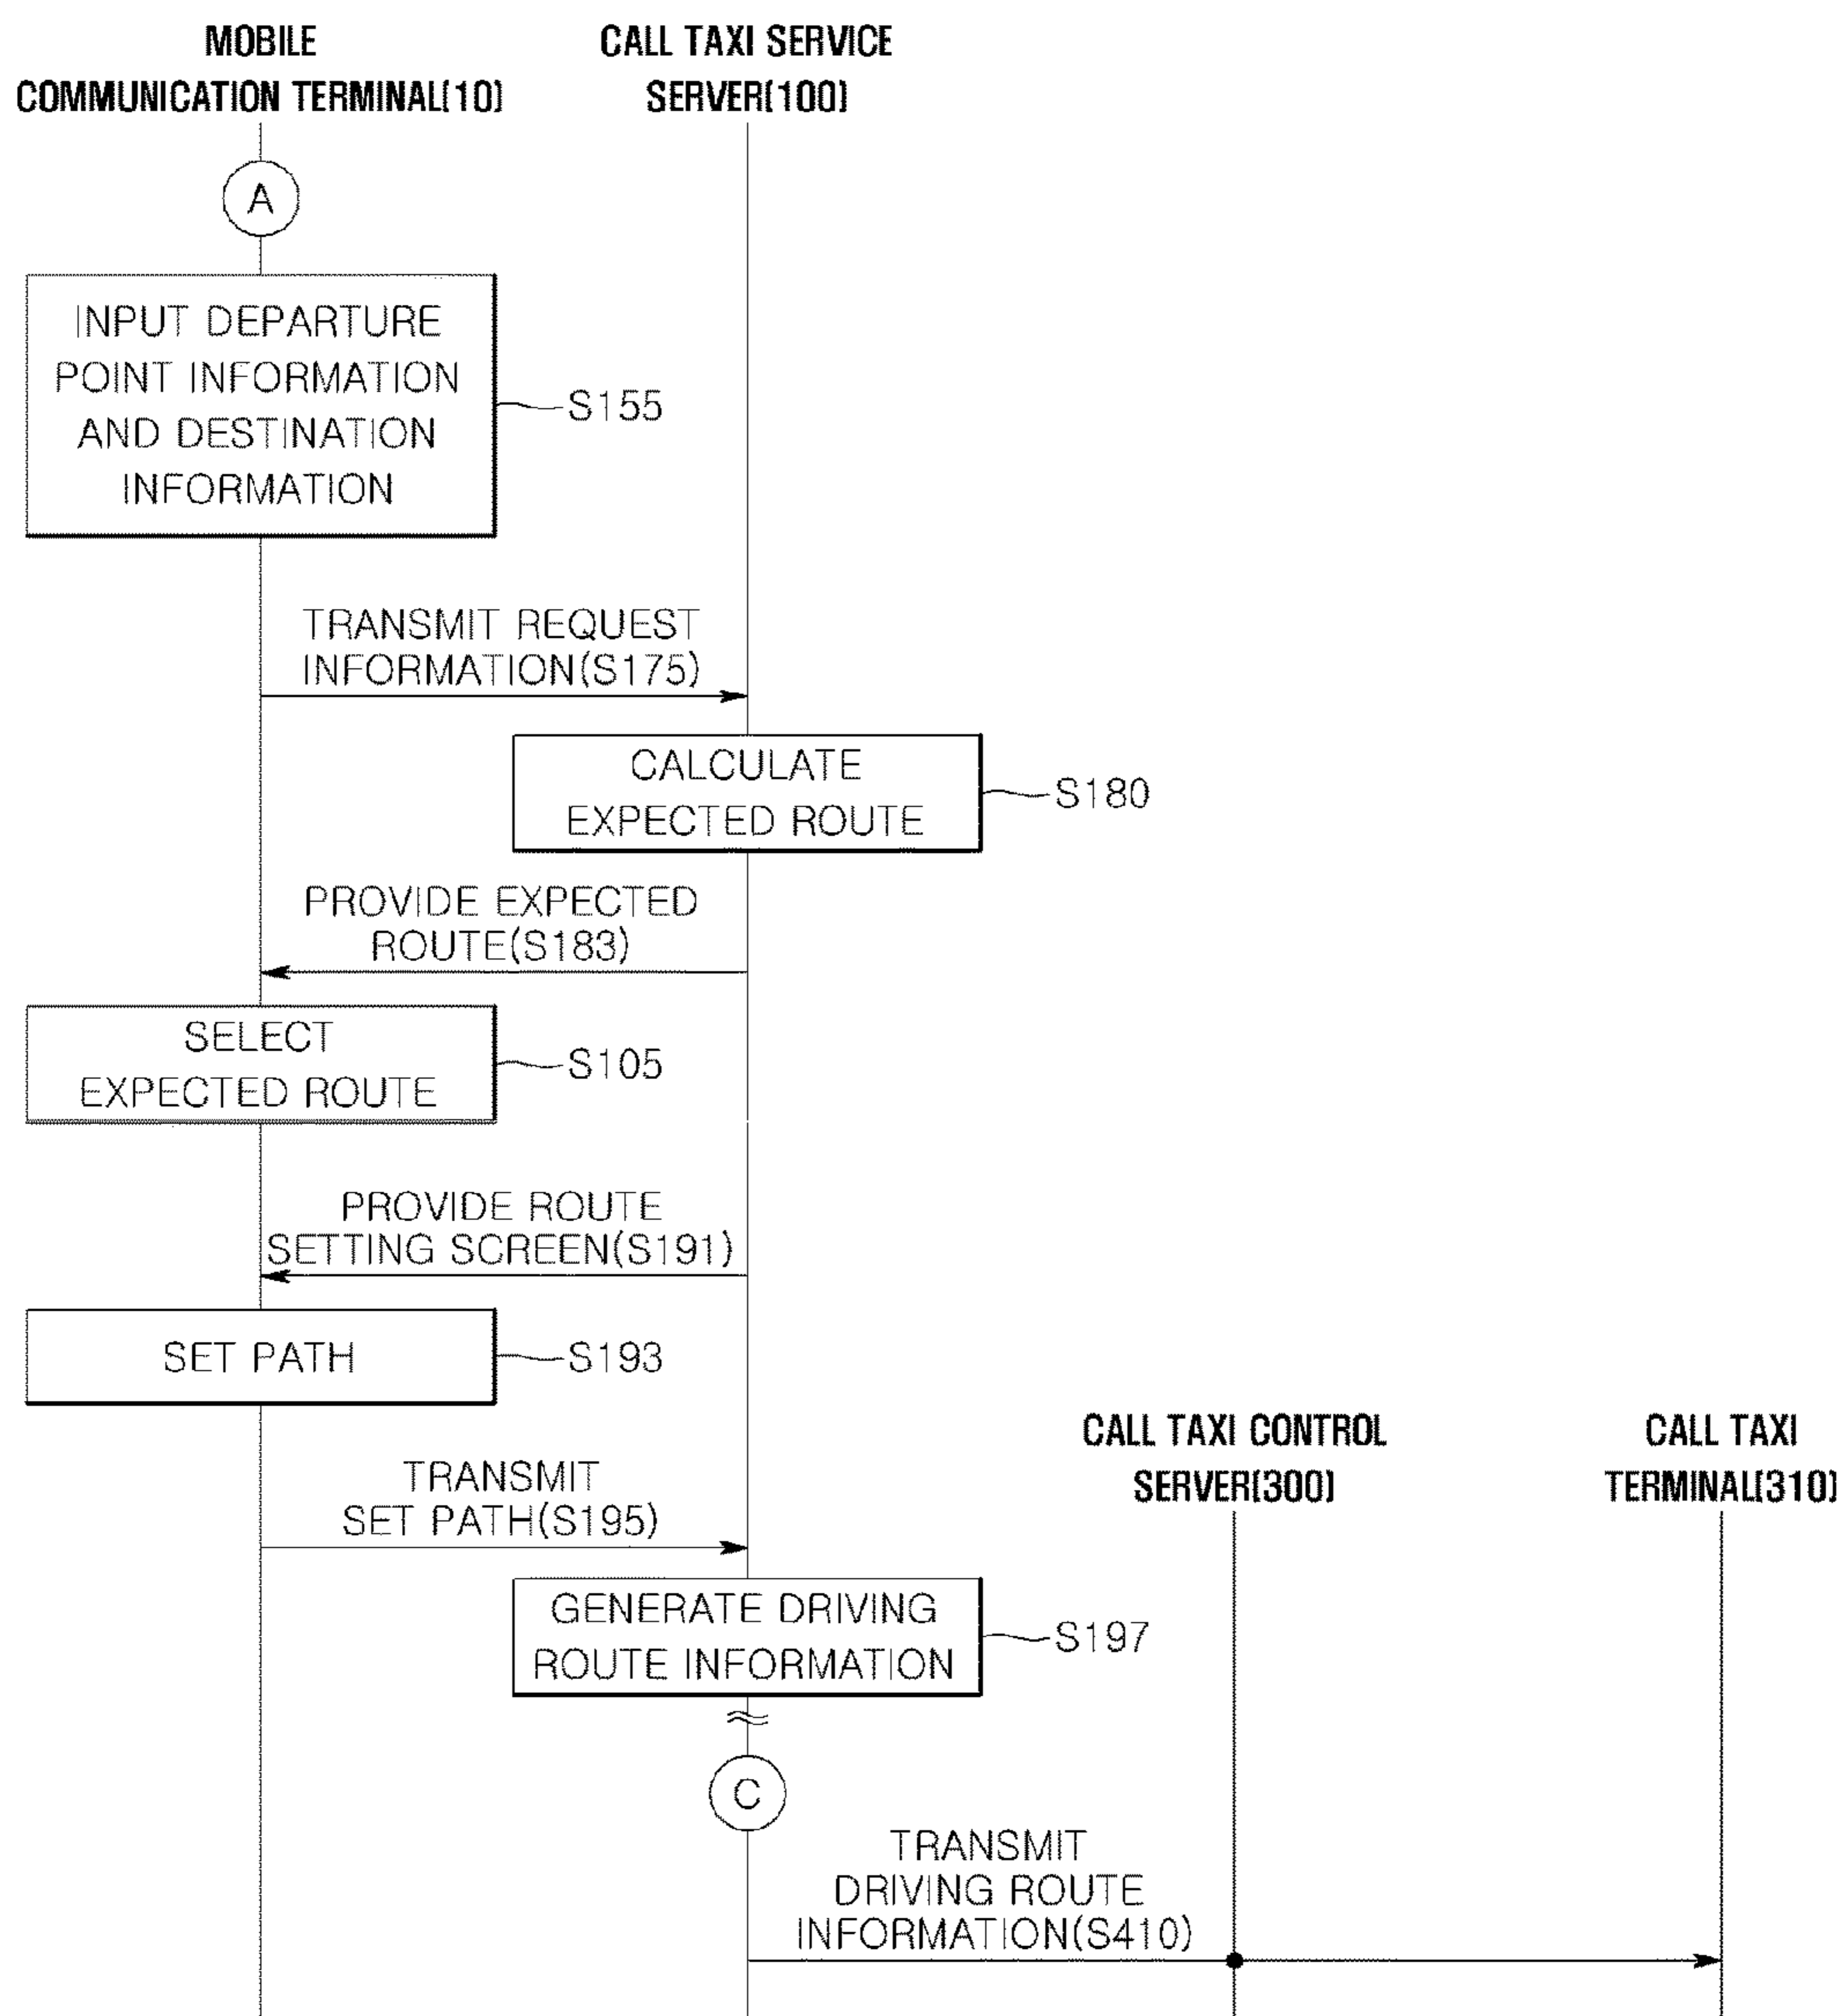 MOBILE
COMMUNICATION TERMINAL(10)
CALL TAXI SERVICE
SERVER(100)
A
INPUT DEPARTURE
POINT INFORMATION
AND DESTINATION
INFORMATION
S155
TRANSMIT REQUEST
INFORMATION(S175)
CALCULATE
EXPECTED ROUTE
S180
PROVIDE EXPECTED
ROUTE(S183)
SELECT
EXPECTED ROUTE
S105
PROVIDE ROUTE
SETTING SCREEN(S191)
SET PATH
S193
CALL TAXI CONTROL
SERVER(300)
CALL TAXI
TERMINAL(310)
TRANSMIT
SET PATH(S195)
GENERATE DRIVING
ROUTE INFORMATION
S197
C
TRANSMIT
DRIVING ROUTE
INFORMATION(S410)